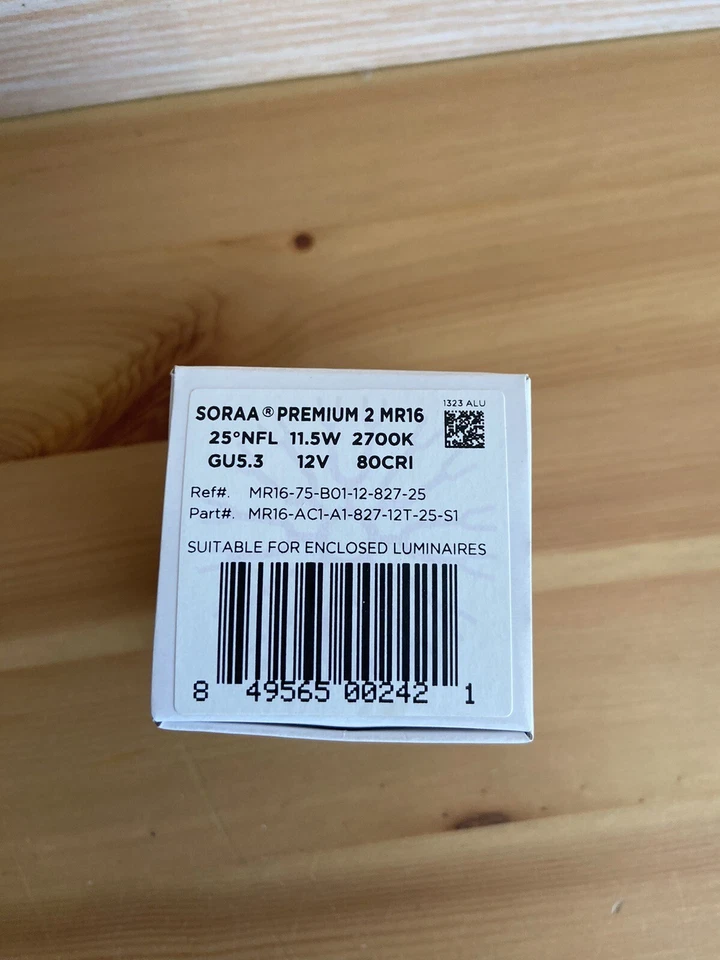 1323 ALU
SORAA® PREMIUM 2 MR16
25°NFL 11.5W 2700K
GU5.3 12V 80CRI
Ref#. MR16-75-B01-12-827-25
Part#. MR16-AC1-A1-827-12T-25-S1
SUITABLE FOR ENCLOSED LUMINAIRES
8 49565 00242 1